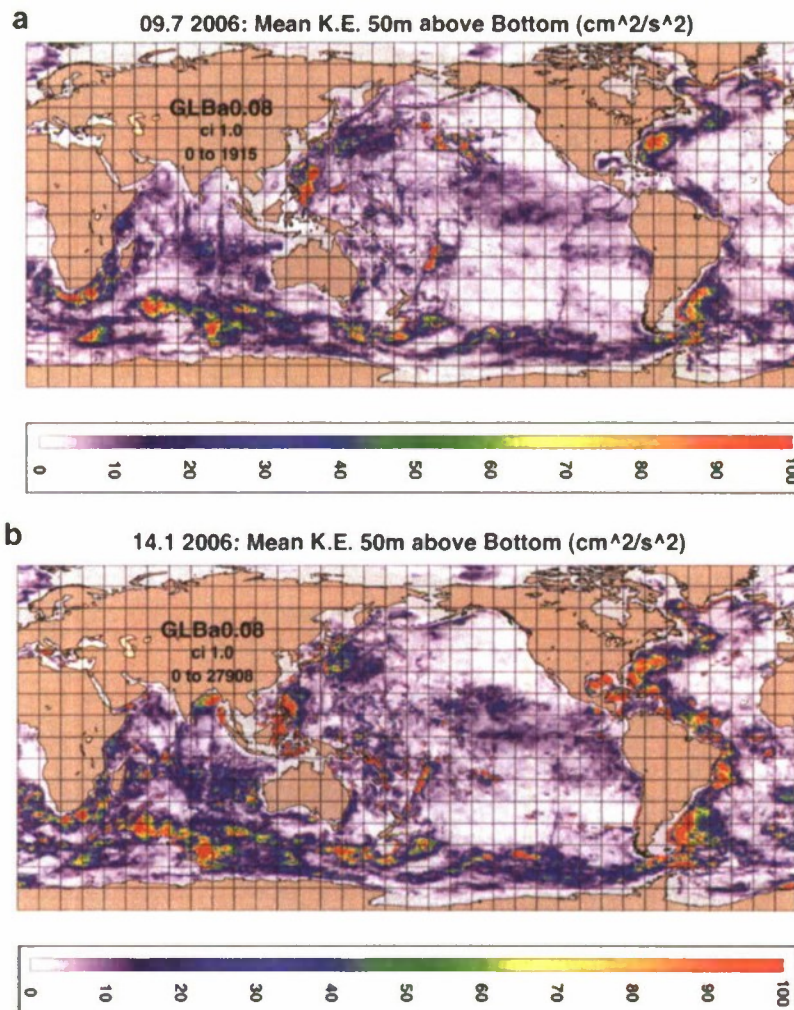 a
09.7 2006: Mean K.E. 50m above Bottom (cm^2/s^2)
GLBa0.08
ci 1.0
0 to 1915
0 10 20 30 40 50 60 70 80 90 100
b
14.1 2006: Mean K.E. 50m above Bottom (cm^2/s^2)
GLBa0.08
ci 1.0
0 to 27908
0 10 20 30 40 50 60 70 80 90 100